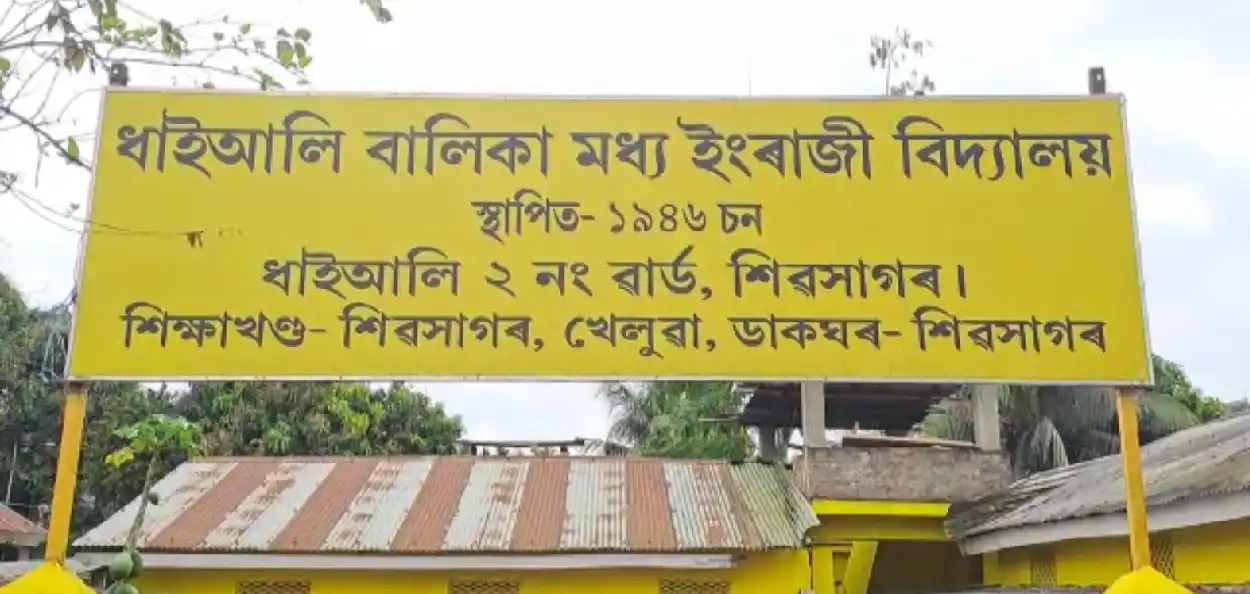 ধাইআলি বালিকা মধ্য ইংৰাজী বিদ্যালয়
স্থাপিত- ১৯৪৬ চন
ধাইআলি ২ নং ৱাৰ্ড, শিৱসাগৰ।
শিক্ষাখণ্ড- শিৱসাগৰ, খেলুৱা, ডাকঘৰ- শিৱসাগৰ